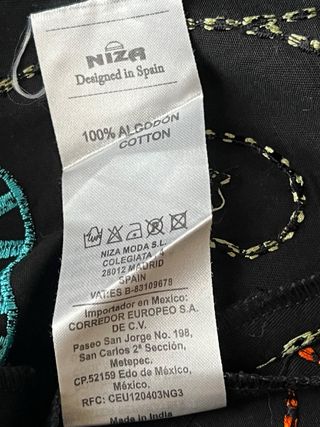 NIZA
Designed in Spain
100% ALGODON
COTTON
NIZA MODA S.L.
COLEGIATA 14
28012 MADRID
SPAIN
VAT:ES B-83109678
Importador en Mexico:
CORREDOR EUROPEO S.A.
DE C.V.
Paseo San Jorge No. 198,
San Carlos 2ª Sección,
Metepec.
CP.52159 Edo de México,
México.
RFC: CEU120403NG3
Made in India